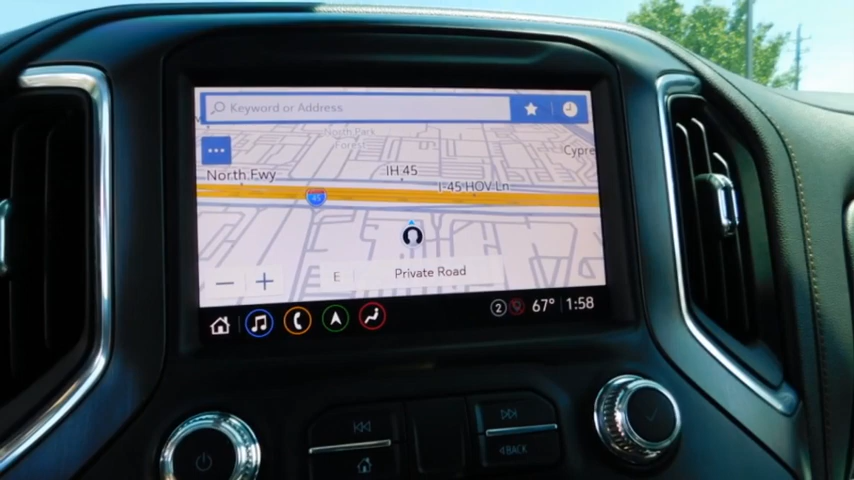 Keyword or Address
North Park
Forest
Cypre
North Fwy
IH 45
I-45 HOV Ln
45
E
Private Road
2
67° 1:58
BACK